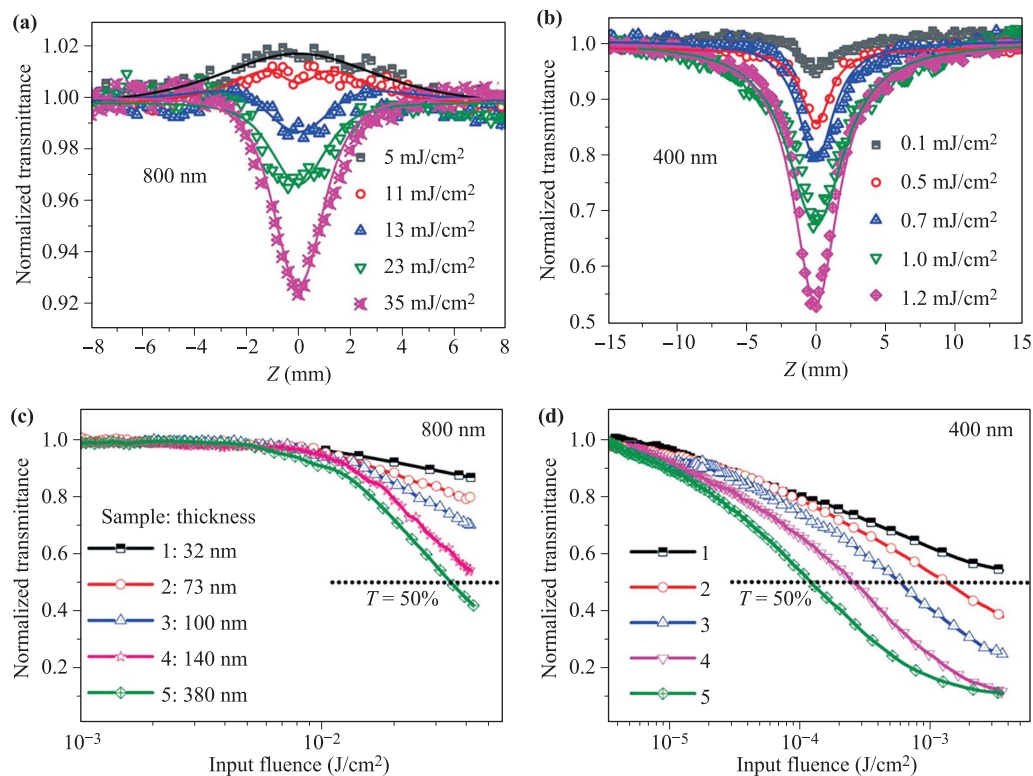 (a)
1.02
1.00
0.98
0.96
0.94
0.92
Normalized transmittance
800 nm
5 mJ/cm²
11 mJ/cm²
13 mJ/cm²
23 mJ/cm²
35 mJ/cm²
−8 −6 −4 −2 0 2 4 6 8
Z (mm)
(b)
1.0
0.9
0.8
0.7
0.6
0.5
Normalized transmittance
400 nm
0.1 mJ/cm²
0.5 mJ/cm²
0.7 mJ/cm²
1.0 mJ/cm²
1.2 mJ/cm²
−15 −10 −5 0 5 10 15
Z (mm)
(c)
800 nm
1.0
0.8
0.6
0.4
0.2
Normalized transmittance
Sample: thickness
1: 32 nm
2: 73 nm
3: 100 nm
4: 140 nm
5: 380 nm
T = 50%
10⁻³ 10⁻²
Input fluence (J/cm²)
(d)
400 nm
1.0
0.8
0.6
0.4
0.2
Normalized transmittance
1
2
3
4
5
T = 50%
10⁻⁵ 10⁻⁴ 10⁻³
Input fluence (J/cm²)